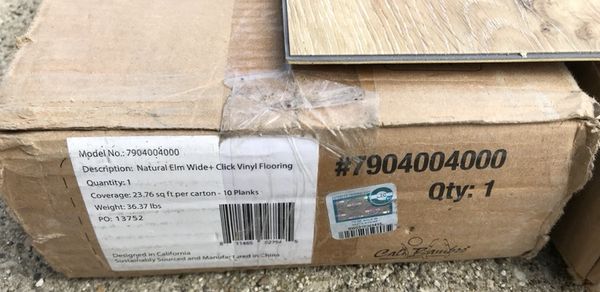 Model No.: 7904004000
Description: Natural Elm Wide+ Click Vinyl Flooring
Quantity: 1
Coverage: 23.76 sq ft per carton - 10 Planks
Weight: 36.37 lbs
PO: 13752
Designed in California
Sustainably Sourced and Manufactured in China
#7904004000
Qty: 1
Cali Bamboo